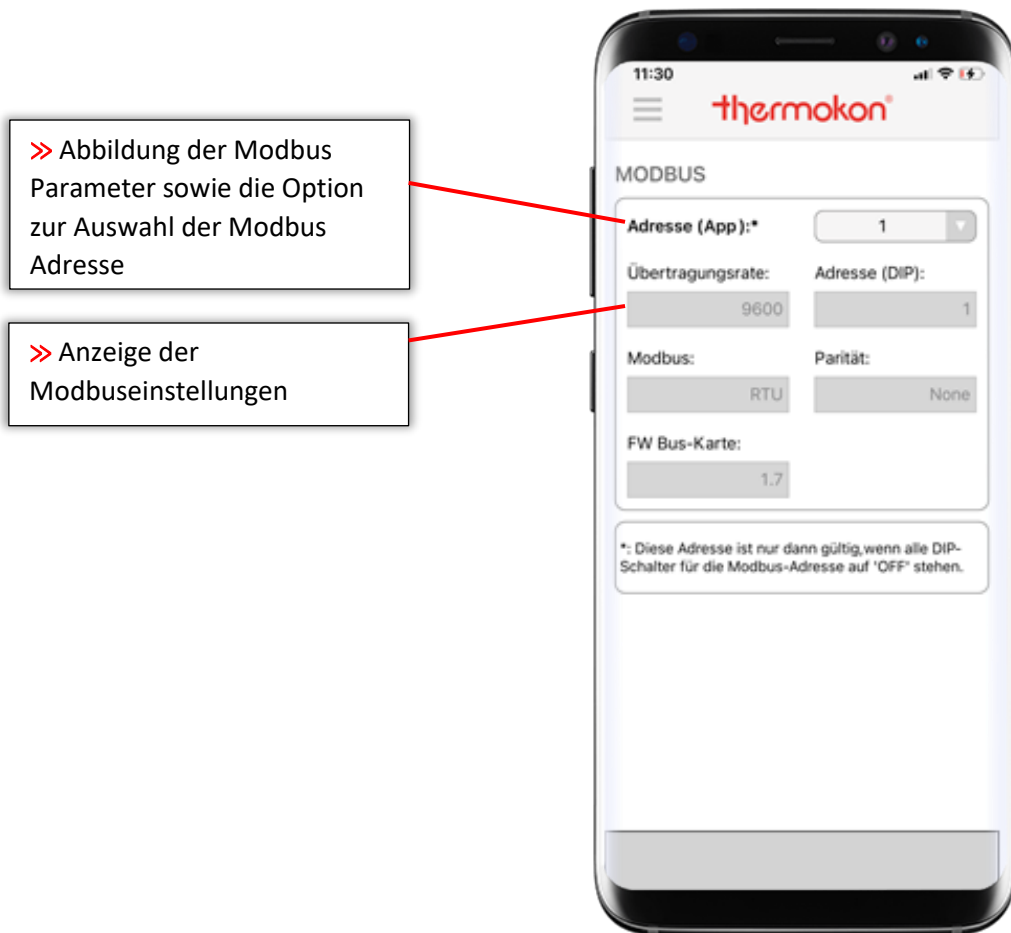 » Abbildung der Modbus
Parameter sowie die Option
zur Auswahl der Modbus
Adresse
» Anzeige der
Modbuseinstellungen
11:30
thermokon®
MODBUS
Adresse (App):* 1
Übertragungsrate: Adresse (DIP):
9600 1
Modbus: Parität:
RTU None
FW Bus-Karte:
1.7
*: Diese Adresse ist nur dann gültig,wenn alle DIP-
Schalter für die Modbus-Adresse auf "OFF" stehen.